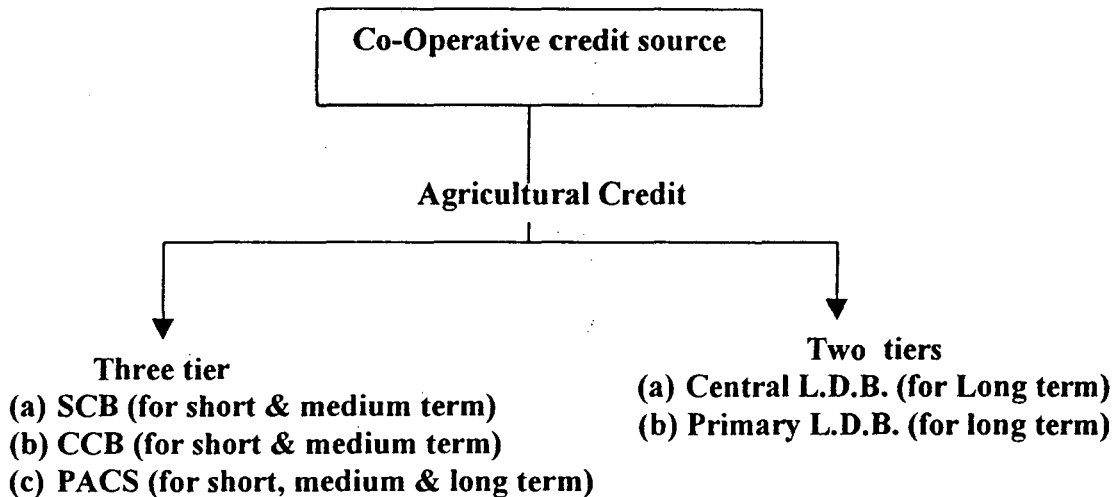 Co-Operative credit source
Agricultural Credit
Three tier
(a) SCB (for short & medium term)
(b) CCB (for short & medium term)
(c) PACS (for short, medium & long term)
Two tiers
(a) Central L.D.B. (for Long term)
(b) Primary L.D.B. (for long term)